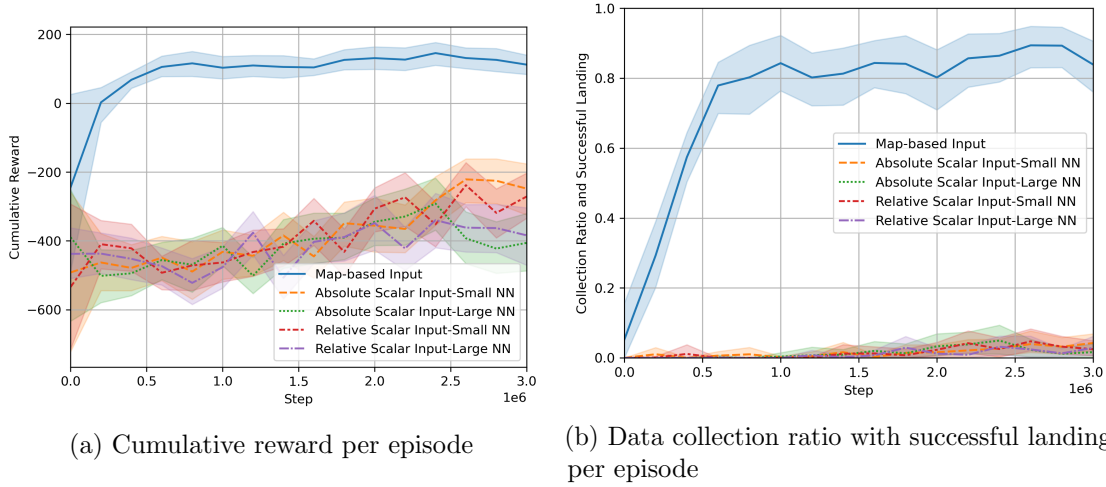 200
0
−200
−400
−600
Cumulative Reward
0.0 0.5 1.0 1.5 2.0 2.5 3.0
Step
1e6
Map-based Input
Absolute Scalar Input-Small NN
Absolute Scalar Input-Large NN
Relative Scalar Input-Small NN
Relative Scalar Input-Large NN
(a) Cumulative reward per episode
1.0
0.8
0.6
0.4
0.2
0.0
Collection Ratio and Successful Landing
0.0 0.5 1.0 1.5 2.0 2.5 3.0
Step
1e6
Map-based Input
Absolute Scalar Input-Small NN
Absolute Scalar Input-Large NN
Relative Scalar Input-Small NN
Relative Scalar Input-Large NN
(b) Data collection ratio with successful landing
per episode